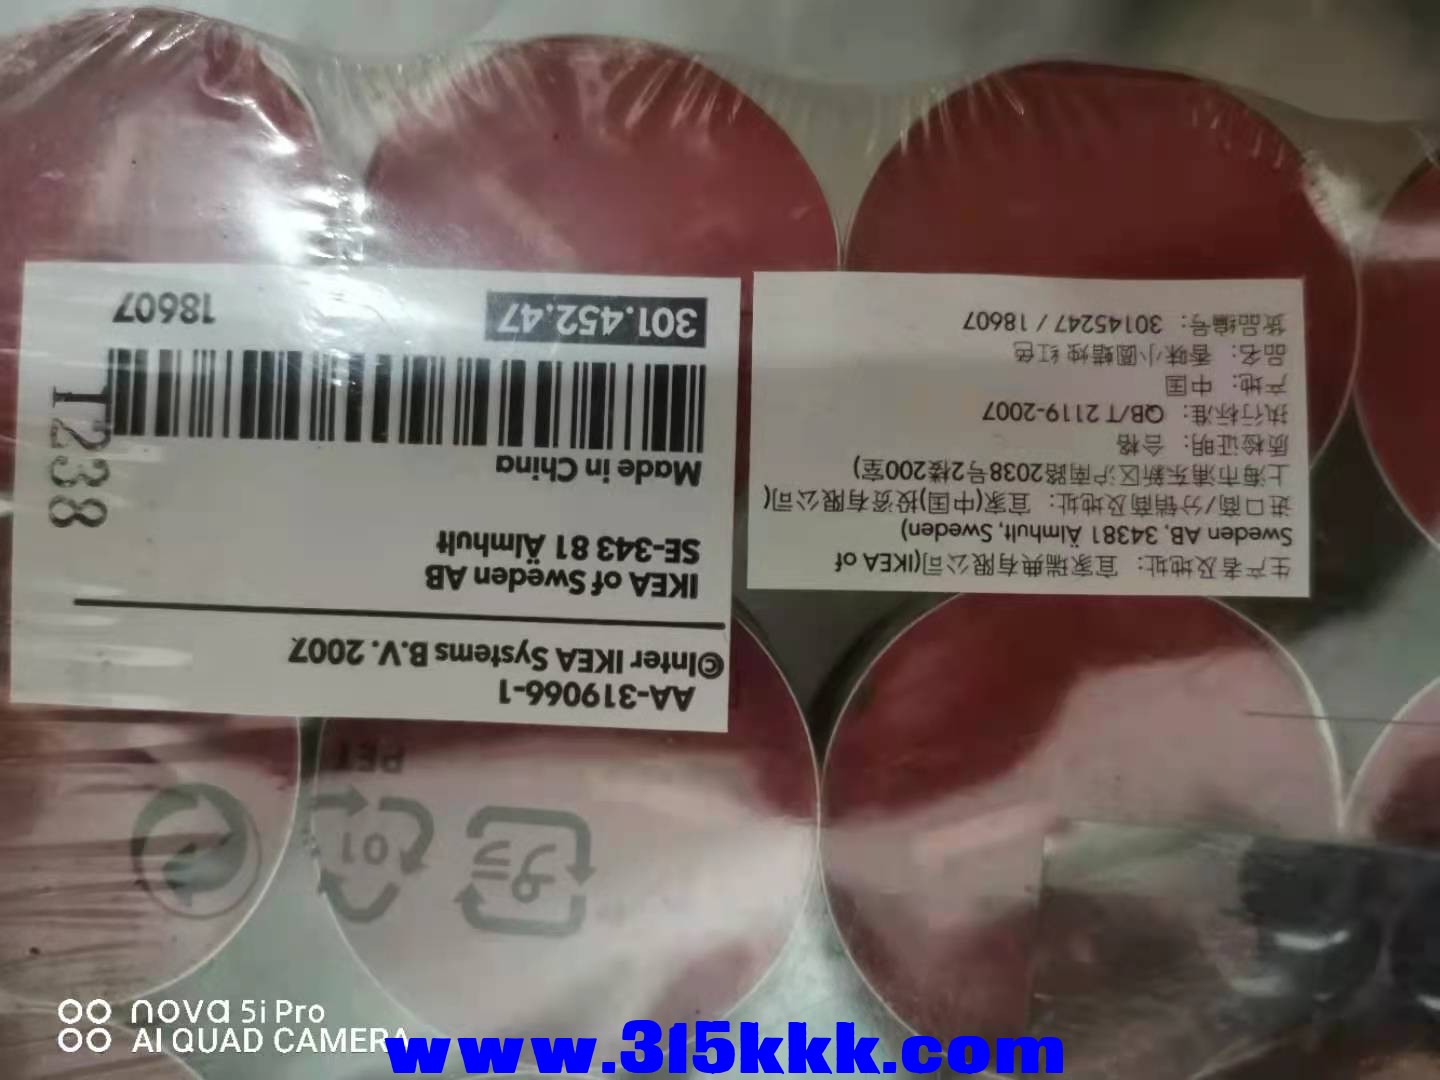 301.452.47 18607
T238
Made in China
IKEA of Sweden AB
SE-343 81 Älmhult
©Inter IKEA Systems B.V. 2007
AA-319066-1
生产者及地址：宜家瑞典有限公司(IKEA of
Sweden AB, 34381 Älmhult, Sweden)
进口商/分销商及地址：宜家(中国)投资有限公司(
上海市浦东新区沪南路2038号2楼200室)
质检证明：合格
执行标准：QB/T 2119-2007
产地：中国
品名：香味小圆蜡烛 红色
货品编号：30145247 / 18607
PET
01
プラ
nova 5i Pro
AI QUAD CAMERA
www.315kkk.com